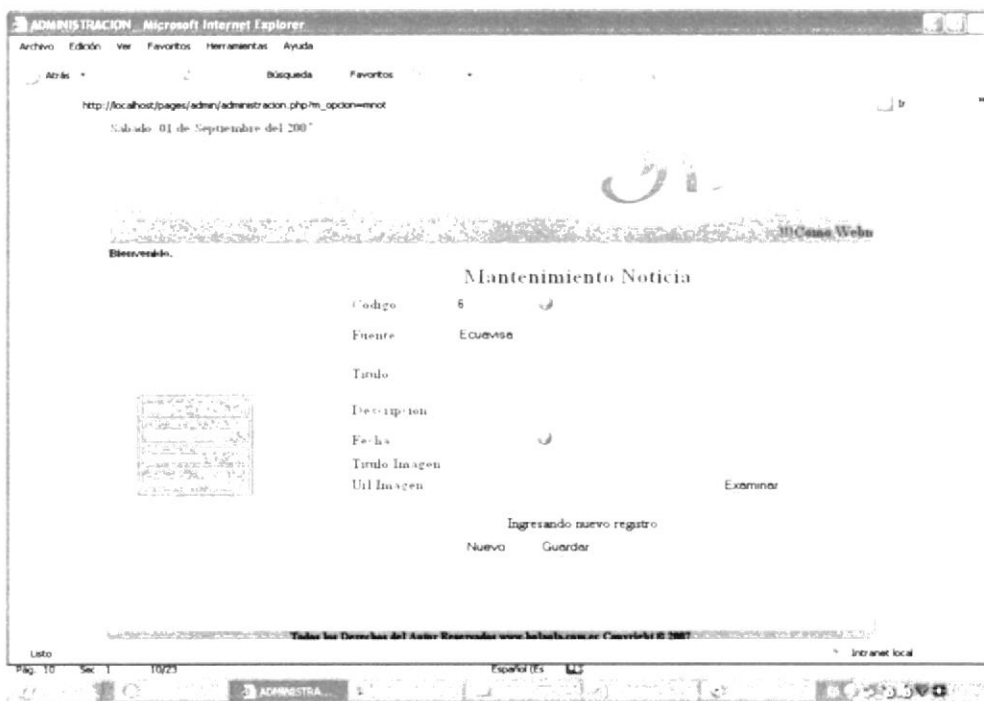 ADMINISTRACION_ Microsoft Internet Explorer
Archivo Edición Ver Favoritos Herramientas Ayuda
Atrás Búsqueda Favoritos
http://localhost/pages/admin/administracion.php?m_opcion=mnot Ir
Sabado 01 de Septiembre del 2007
!!!Como Webm
Bienvenido.
Mantenimiento Noticia
Codigo 6
Fuente Ecuavisa
Titulo
Descripcion
Fecha
Titulo Imagen
Url Imagen Examinar
Ingresando nuevo registro
Nuevo Guardar
Todos los Derechos del Autor Reservados Copyright © 2007
Listo Intranet local
Pág. 10 Sec. 1 10/23 Español (Es
ADMINISTRA...